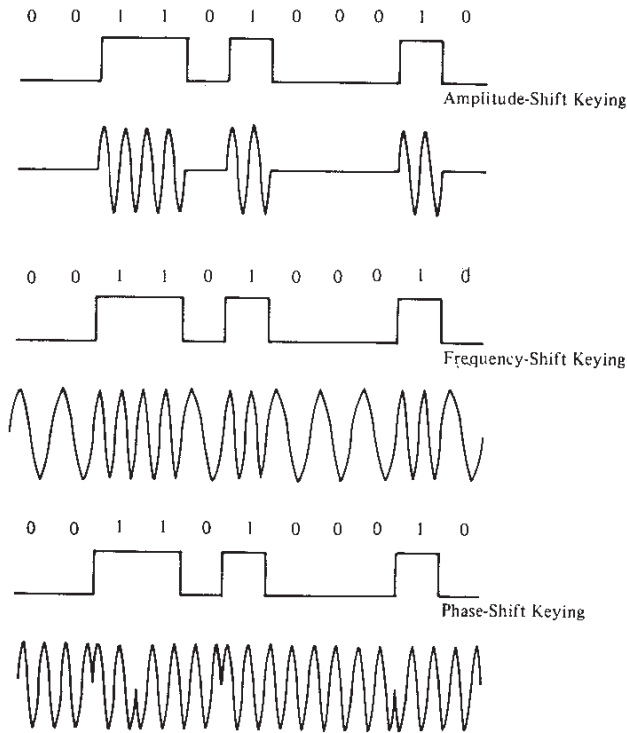 0 0 1 1 0 1 0 0 0 1 0
Amplitude-Shift Keying
0 0 1 1 0 1 0 0 0 1 0
Frequency-Shift Keying
0 0 1 1 0 1 0 0 0 1 0
Phase-Shift Keying